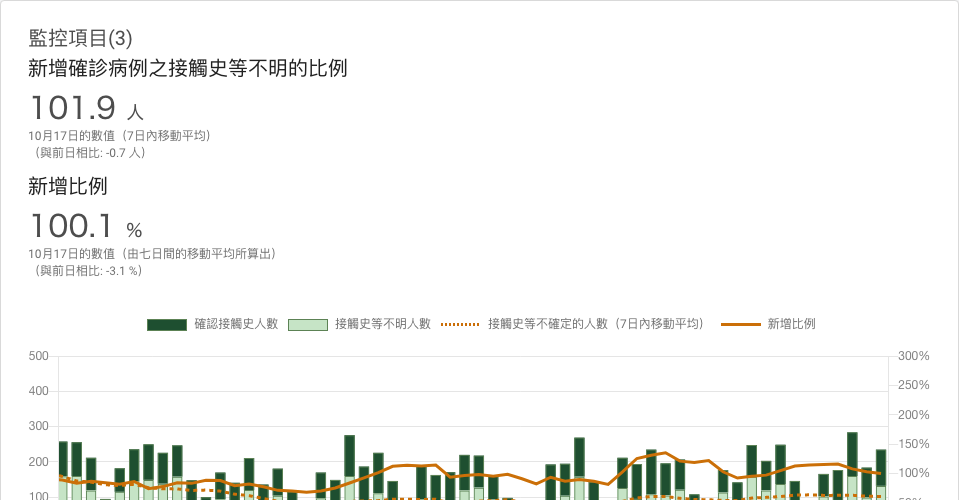 監控項目(3)
新增確診病例之接觸史等不明的比例
101.9 人
10月17日的數值（7日內移動平均）
（與前日相比: -0.7 人）
新增比例
100.1 %
10月17日的數值（由七日間的移動平均所算出）
（與前日相比: -3.1 %）
確認接觸史人數 接觸史等不明人數 接觸史等不確定的人數（7日內移動平均） 新增比例
500 300%
400 250%
300 200%
200 150%
100 100%